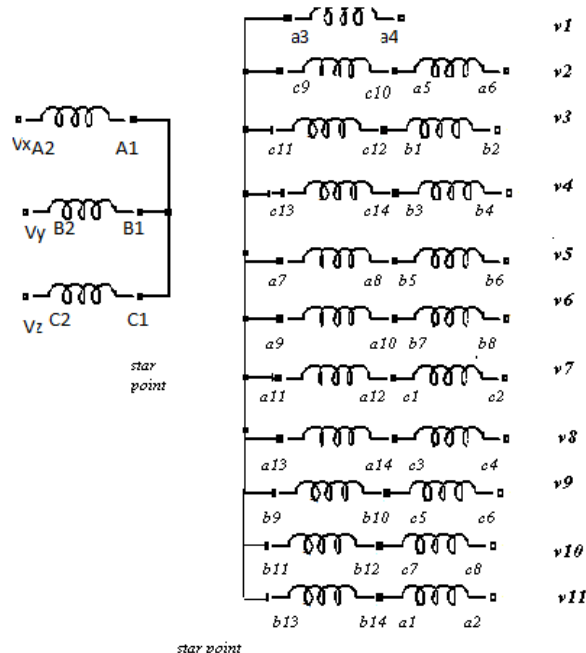 a3 a4 v1
c9 c10 a5 a6 v2
c11 c12 b1 b2 v3
c13 c14 b3 b4 v4
a7 a8 b5 b6 v5
a9 a10 b7 b8 v6
a11 a12 c1 c2 v7
a13 a14 c3 c4 v8
b9 b10 c5 c6 v9
b11 b12 c7 c8 v10
b13 b14 a1 a2 v11
Vx A2 A1
Vy B2 B1
Vz C2 C1
star
point
star point